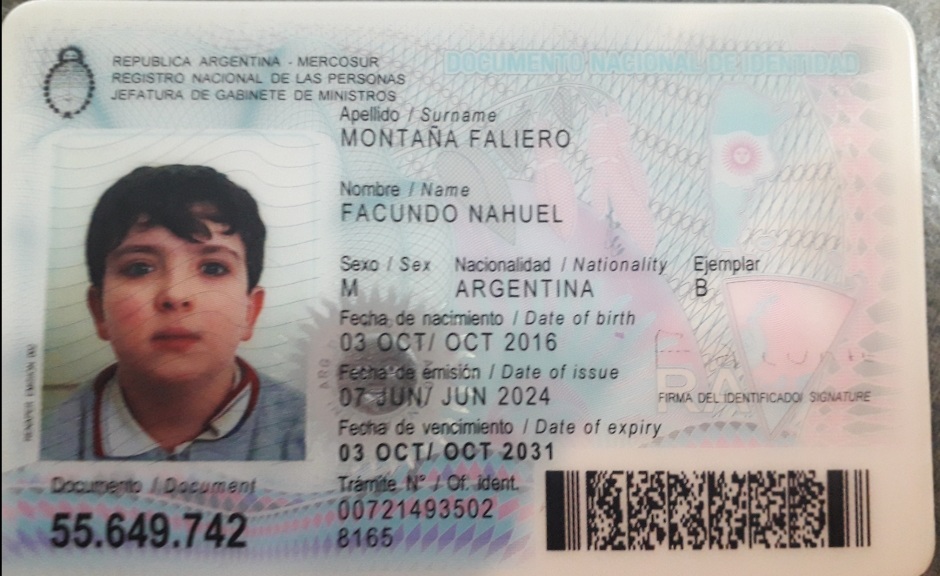 REPUBLICA ARGENTINA - MERCOSUR
REGISTRO NACIONAL DE LAS PERSONAS
JEFATURA DE GABINETE DE MINISTROS
DOCUMENTO NACIONAL DE IDENTIDAD
Apellido / Surname
MONTAÑA FALIERO
Nombre / Name
FACUNDO NAHUEL
Sexo / Sex Nacionalidad / Nationality Ejemplar
M ARGENTINA B
Fecha de nacimiento / Date of birth
03 OCT/ OCT 2016
Fecha de emisión / Date of issue
07 JUN/ JUN 2024
RA
FIRMA DEL IDENTIFICADO/ SIGNATURE
Fecha de vencimiento / Date of expiry
03 OCT/ OCT 2031
Documento / Document
55.649.742
Trámite N° / Of. ident.
00721493502
8165